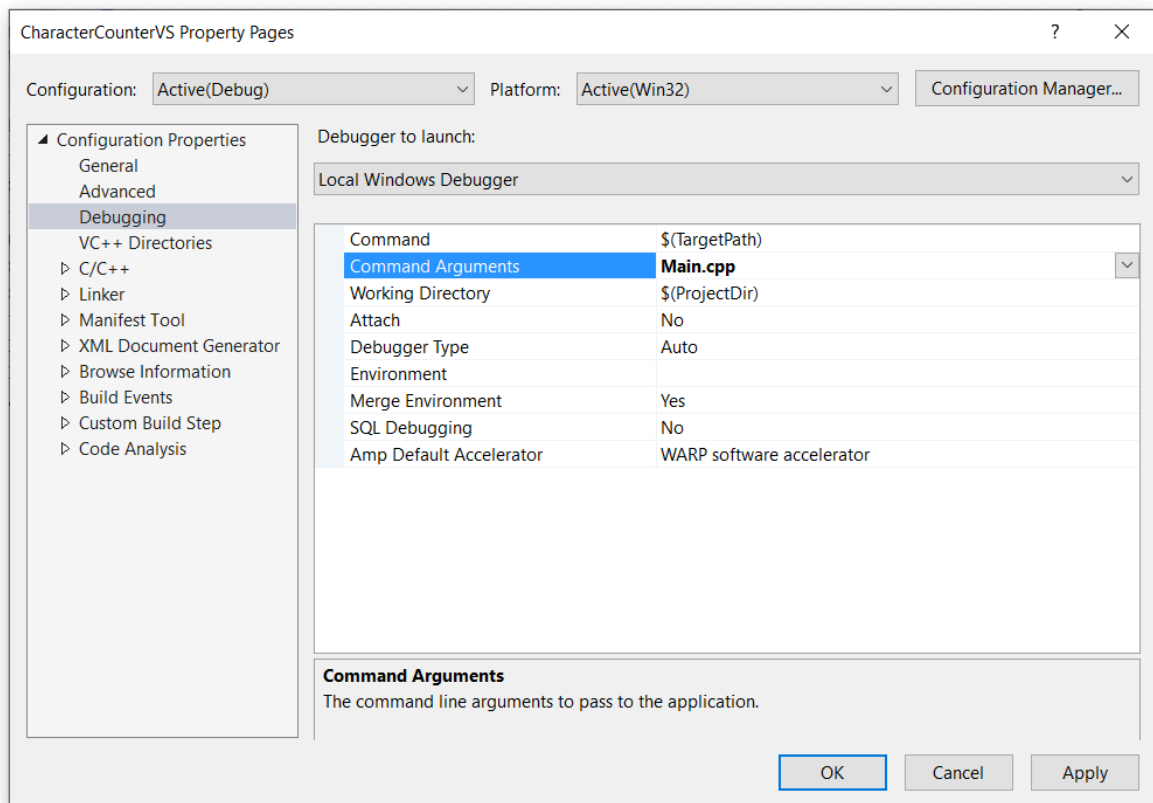 CharacterCounterVS Property Pages
Configuration: Active(Debug) Platform: Active(Win32) Configuration Manager...
Configuration Properties
General
Advanced
Debugging
VC++ Directories
C/C++
Linker
Manifest Tool
XML Document Generator
Browse Information
Build Events
Custom Build Step
Code Analysis
Debugger to launch:
Local Windows Debugger
Command $(TargetPath)
Command Arguments Main.cpp
Working Directory $(ProjectDir)
Attach No
Debugger Type Auto
Environment
Merge Environment Yes
SQL Debugging No
Amp Default Accelerator WARP software accelerator
Command Arguments
The command line arguments to pass to the application.
OK Cancel Apply